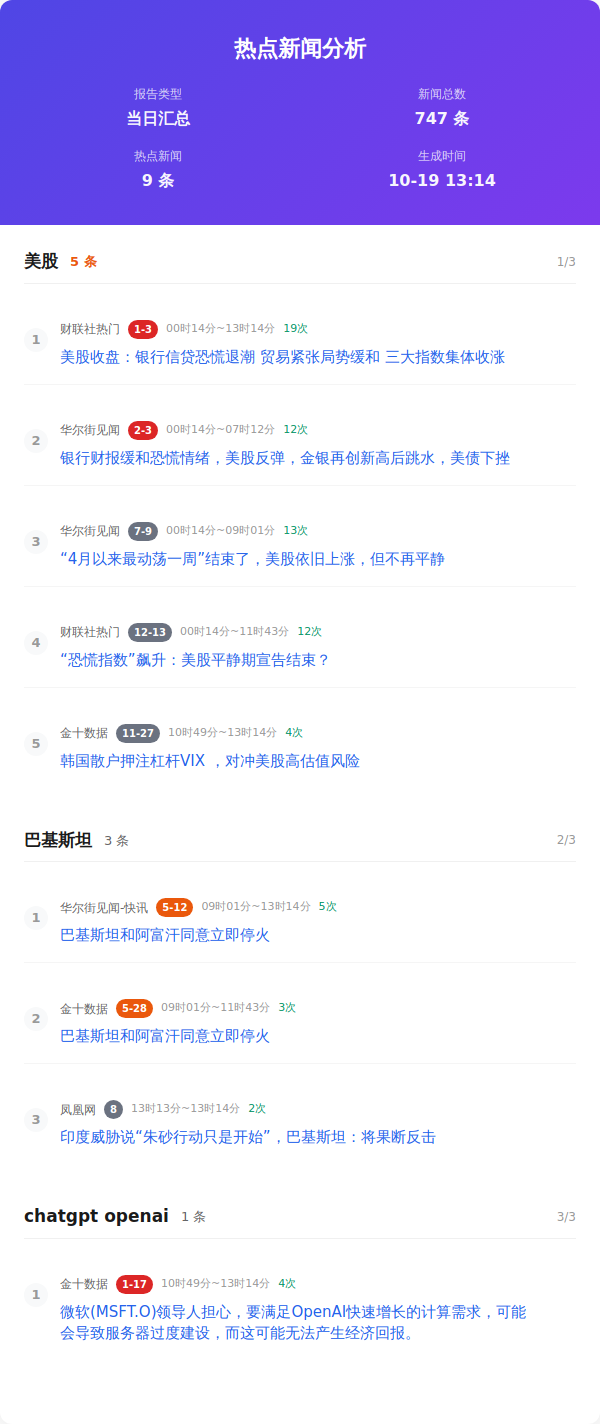 热点新闻分析
报告类型
当日汇总
新闻总数
747 条
热点新闻
9 条
生成时间
10-19 13:14
美股 5 条 1/3
1
财联社热门 1-3 00时14分~13时14分 19次
美股收盘：银行信贷恐慌退潮 贸易紧张局势缓和 三大指数集体收涨
2
华尔街见闻 2-3 00时14分~07时12分 12次
银行财报缓和恐慌情绪，美股反弹，金银再创新高后跳水，美债下挫
3
华尔街见闻 7-9 00时14分~09时01分 13次
“4月以来最动荡一周”结束了，美股依旧上涨，但不再平静
4
财联社热门 12-13 00时14分~11时43分 12次
“恐慌指数”飙升：美股平静期宣告结束？
5
金十数据 11-27 10时49分~13时14分 4次
韩国散户押注杠杆VIX ，对冲美股高估值风险
巴基斯坦 3 条 2/3
1
华尔街见闻-快讯 5-12 09时01分~13时14分 5次
巴基斯坦和阿富汗同意立即停火
2
金十数据 5-28 09时01分~11时43分 3次
巴基斯坦和阿富汗同意立即停火
3
凤凰网 8 13时13分~13时14分 2次
印度威胁说“朱砂行动只是开始”，巴基斯坦：将果断反击
chatgpt openai 1 条 3/3
1
金十数据 1-17 10时49分~13时14分 4次
微软(MSFT.O)领导人担心，要满足OpenAI快速增长的计算需求，可能
会导致服务器过度建设，而这可能无法产生经济回报。